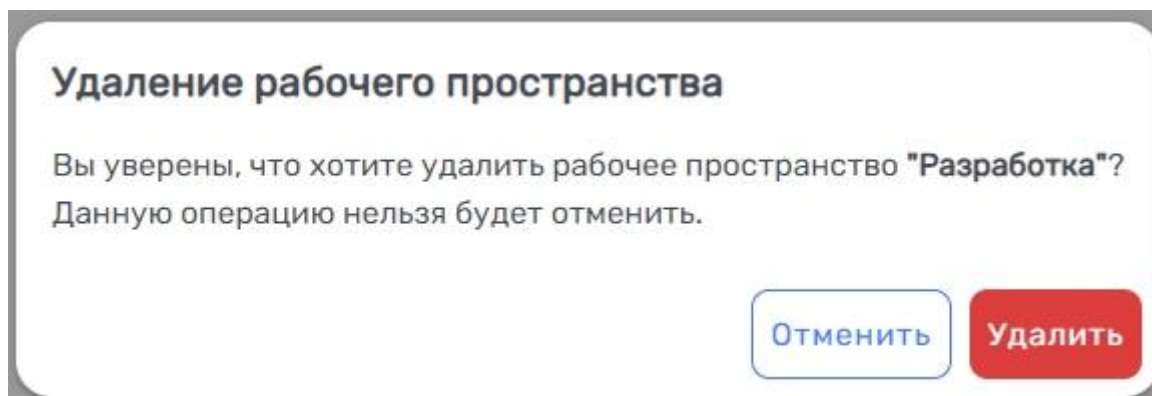 Удаление рабочего пространства
Вы уверены, что хотите удалить рабочее пространство "Разработка"?
Данную операцию нельзя будет отменить.
Отменить Удалить